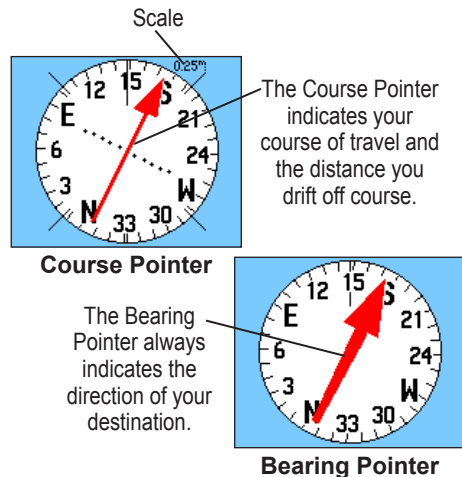 Scale
0.25m
12 15 S
E 21
6 24
3 W
N 33 30
The Course Pointer
indicates your
course of travel and
the distance you
drift off course.
Course Pointer
The Bearing
Pointer always
indicates the
direction of your
destination.
12 15 S
E 21
6 24
3 W
N 33 30
Bearing Pointer